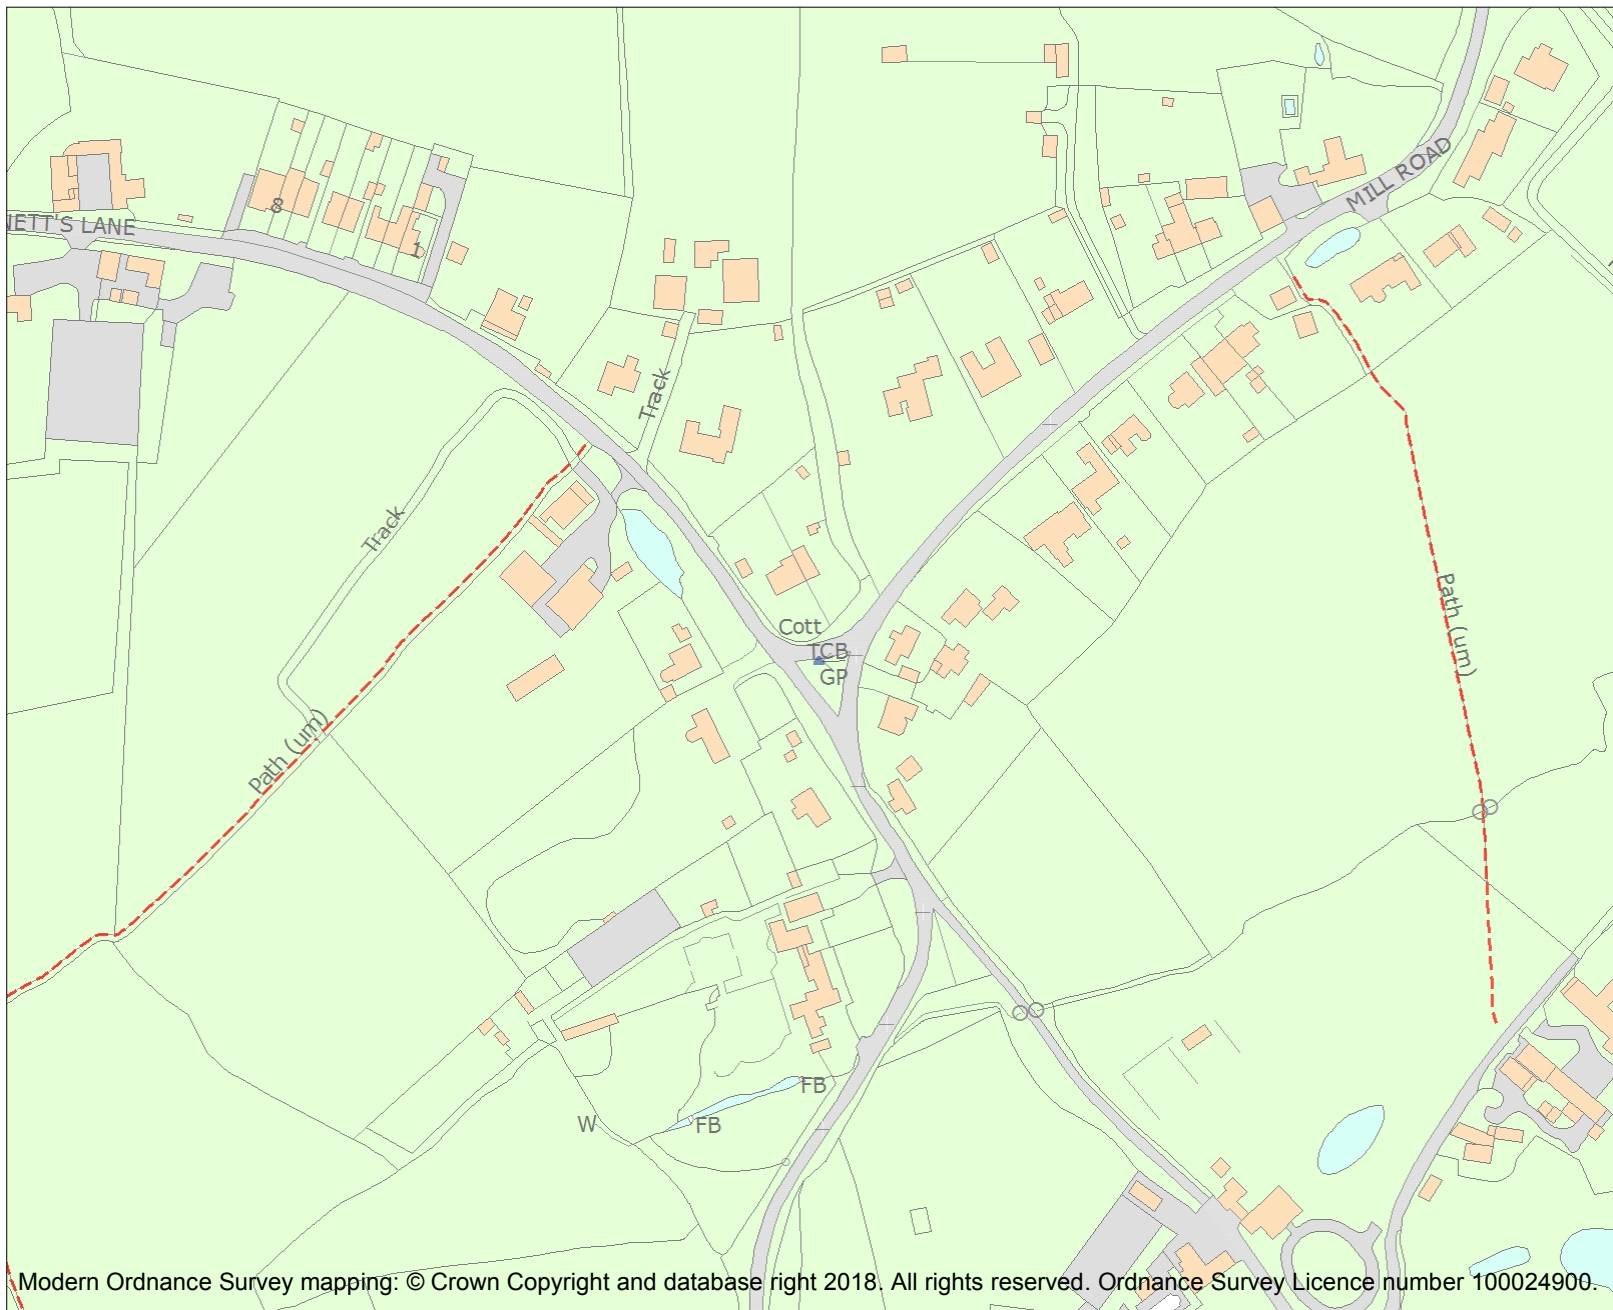 MILL ROAD
8
NETT'S LANE
1
Track
Track
Path (um)
Cott
TCB
GP
Path (um)
FB
W
FB
Modern Ordnance Survey mapping: © Crown Copyright and database right 2018. All rights reserved. Ordnance Survey Licence number 100024900.